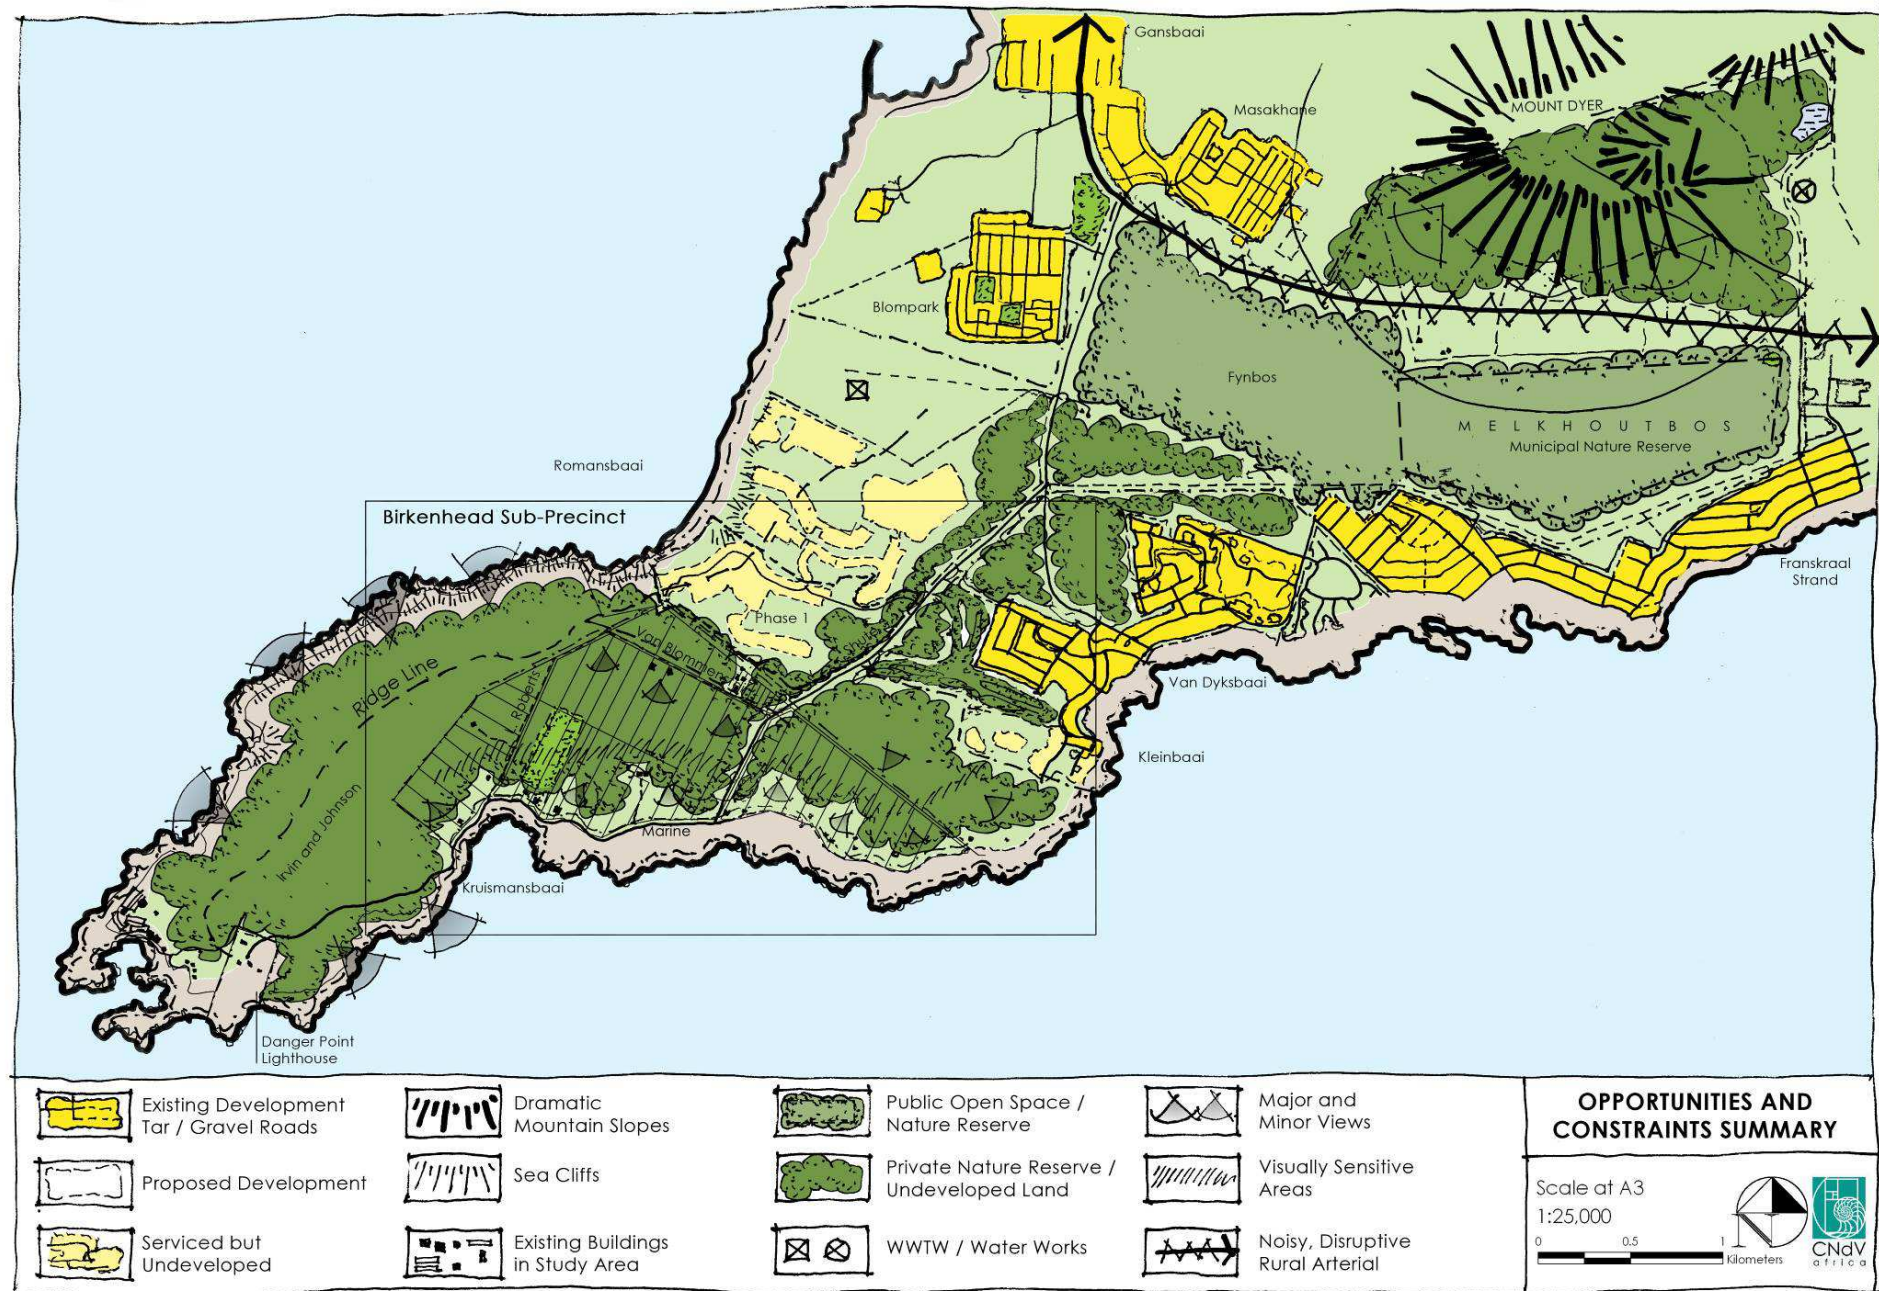 Gansbaai
Masakhane
MOUNT DYER
Blompark
Fynbos
MELKHOUTBOS
Municipal Nature Reserve
Romansbaai
Birkenhead Sub-Precinct
Franskraal
Strand
Phase 1
Shute
Van Blommestein
Roberts
Ridge Line
Van Dyksbaai
Kleinbaai
Irvin and Johnson
Marine
Kruismansbaai
Danger Point
Lighthouse
Existing Development
Tar / Gravel Roads
Proposed Development
Serviced but
Undeveloped
Dramatic
Mountain Slopes
Sea Cliffs
Existing Buildings
in Study Area
Public Open Space /
Nature Reserve
Private Nature Reserve /
Undeveloped Land
WWTW / Water Works
Major and
Minor Views
Visually Sensitive
Areas
Noisy, Disruptive
Rural Arterial
OPPORTUNITIES AND
CONSTRAINTS SUMMARY
Scale at A3
1:25,000
0 0.5 1
Kilometers
CNdV
africa